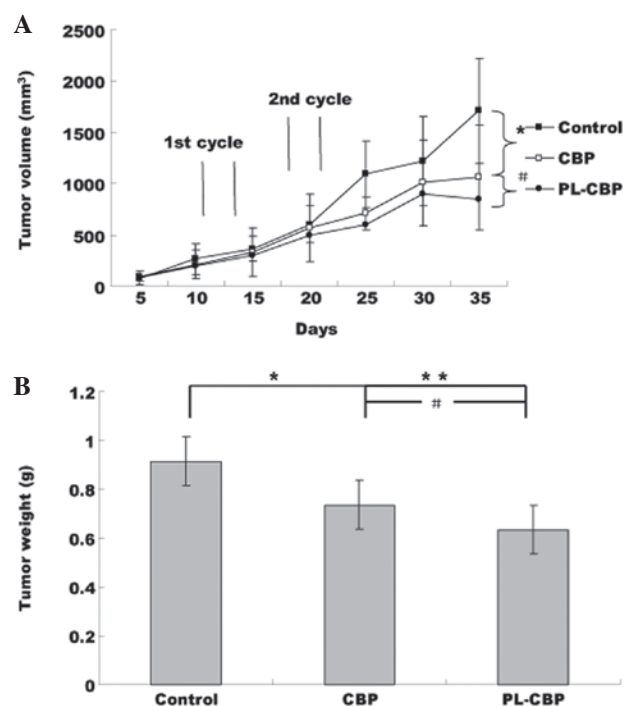 A
Tumor volume (mm³)
2500
2000
1500
1000
500
0
1st cycle
2nd cycle
* Control
CBP
# PL-CBP
5 10 15 20 25 30 35
Days
B
Tumor weight (g)
1.2
1
0.8
0.6
0.4
0.2
0
* * *
#
Control CBP PL-CBP